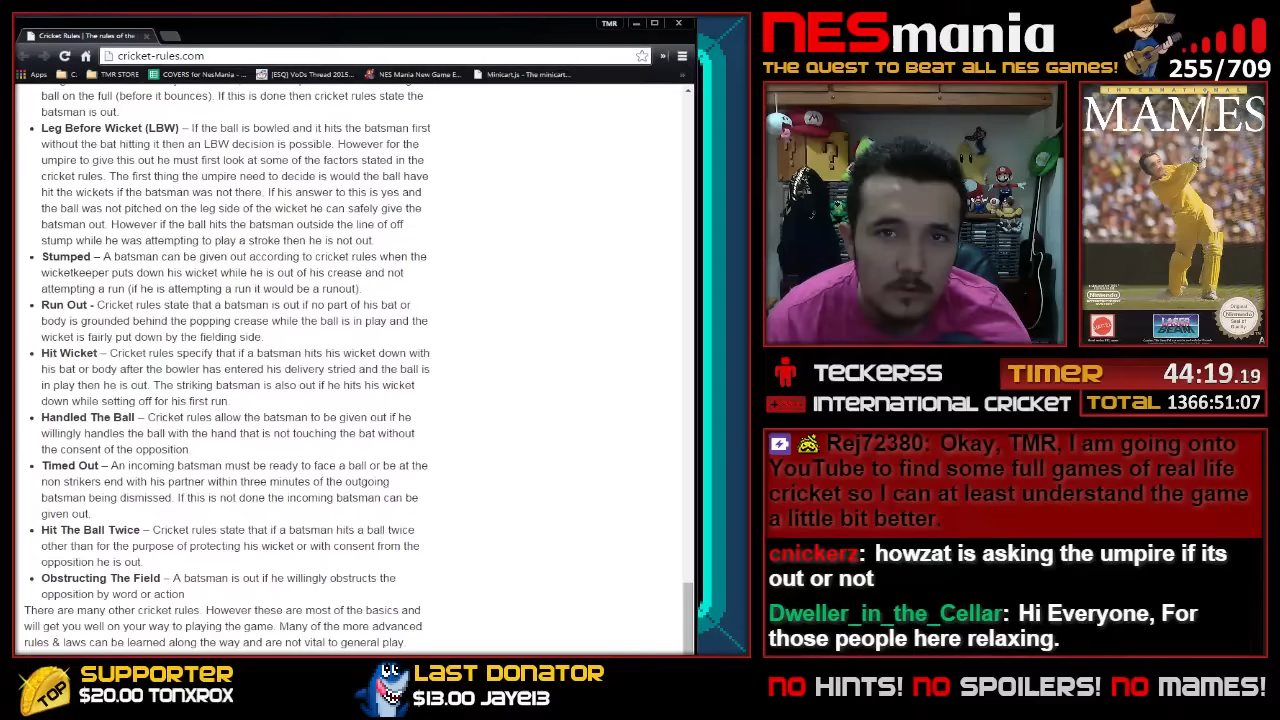 TMR
Cricket Rules | The rules of the
cricket-rules.com
Apps
C:
TMR STORE
COVERS for NesMania - ...
[ESQ] VoDs Thread 2015...
NES Mania New Game E...
Minicart.js - The minicart...
ball on the full (before it bounces). If this is done then cricket rules state the
batsman is out.
Leg Before Wicket (LBW) – If the ball is bowled and it hits the batsman first
without the bat hitting it then an LBW decision is possible. However for the
umpire to give this out he must first look at some of the factors stated in the
cricket rules. The first thing the umpire need to decide is would the ball have
hit the wickets if the batsman was not there. If his answer to this is yes and
the ball was not pitched on the leg side of the wicket he can safely give the
batsman out. However if the ball hits the batsman outside the line of off
stump while he was attempting to play a stroke then he is not out.
Stumped – A batsman can be given out according to cricket rules when the
wicketkeeper puts down his wicket while he is out of his crease and not
attempting a run (if he is attempting a run it would be a runout).
Run Out - Cricket rules state that a batsman is out if no part of his bat or
body is grounded behind the popping crease while the ball is in play and the
wicket is fairly put down by the fielding side.
Hit Wicket – Cricket rules specify that if a batsman hits his wicket down with
his bat or body after the bowler has entered his delivery stried and the ball is
in play then he is out. The striking batsman is also out if he hits his wicket
down while setting off for his first run.
Handled The Ball – Cricket rules allow the batsman to be given out if he
willingly handles the ball with the hand that is not touching the bat without
the consent of the opposition.
Timed Out – An incoming batsman must be ready to face a ball or be at the
non strikers end with his partner within three minutes of the outgoing
batsman being dismissed. If this is not done the incoming batsman can be
given out.
Hit The Ball Twice – Cricket rules state that if a batsman hits a ball twice
other than for the purpose of protecting his wicket or with consent from the
opposition he is out.
Obstructing The Field – A batsman is out if he willingly obstructs the
opposition by word or action
There are many other cricket rules. However these are most of the basics and
will get you well on your way to playing the game. Many of the more advanced
rules & laws can be learned along the way and are not vital to general play.
NESmania
THE QUEST TO BEAT ALL NES GAMES!
255/709
INTERNATIONAL
MAMES
Nintendo
LASER
BEAM
Original
Nintendo
Seal of
Quality
TECKERSS
TIMER 44:19.19
INTERNATIONAL CRICKET
TOTAL 1366:51:07
Rej72380: Okay, TMR, I am going onto
YouTube to find some full games of real life
cricket so I can at least understand the game
a little bit better.
cnickerz: howzat is asking the umpire if its
out or not
Dweller_in_the_Cellar: Hi Everyone, For
those people here relaxing.
TOP
SUPPORTER
$20.00 TONXROX
LAST DONATOR
$13.00 JAYE13
NO HINTS! NO SPOILERS! NO MAMES!